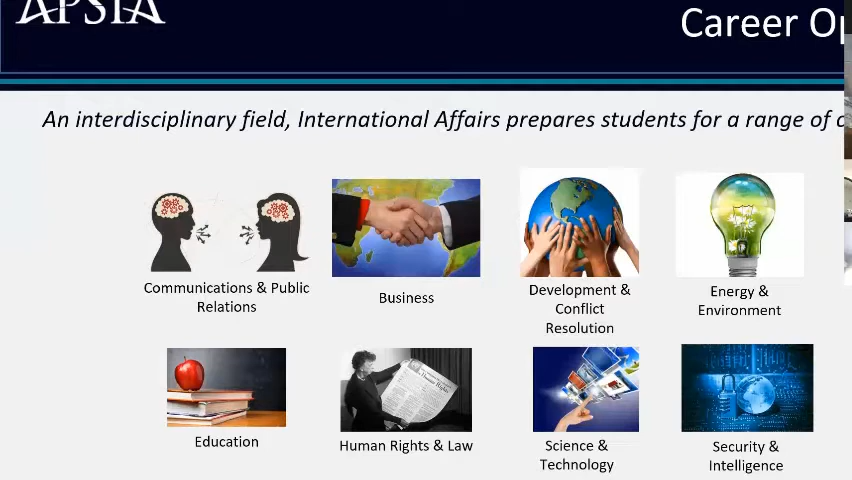 APSIA
Career Op
An interdisciplinary field, International Affairs prepares students for a range of c
Communications & Public
Relations
Business
Development &
Conflict
Resolution
Energy &
Environment
Education
Human Rights & Law
Science &
Technology
Security &
Intelligence